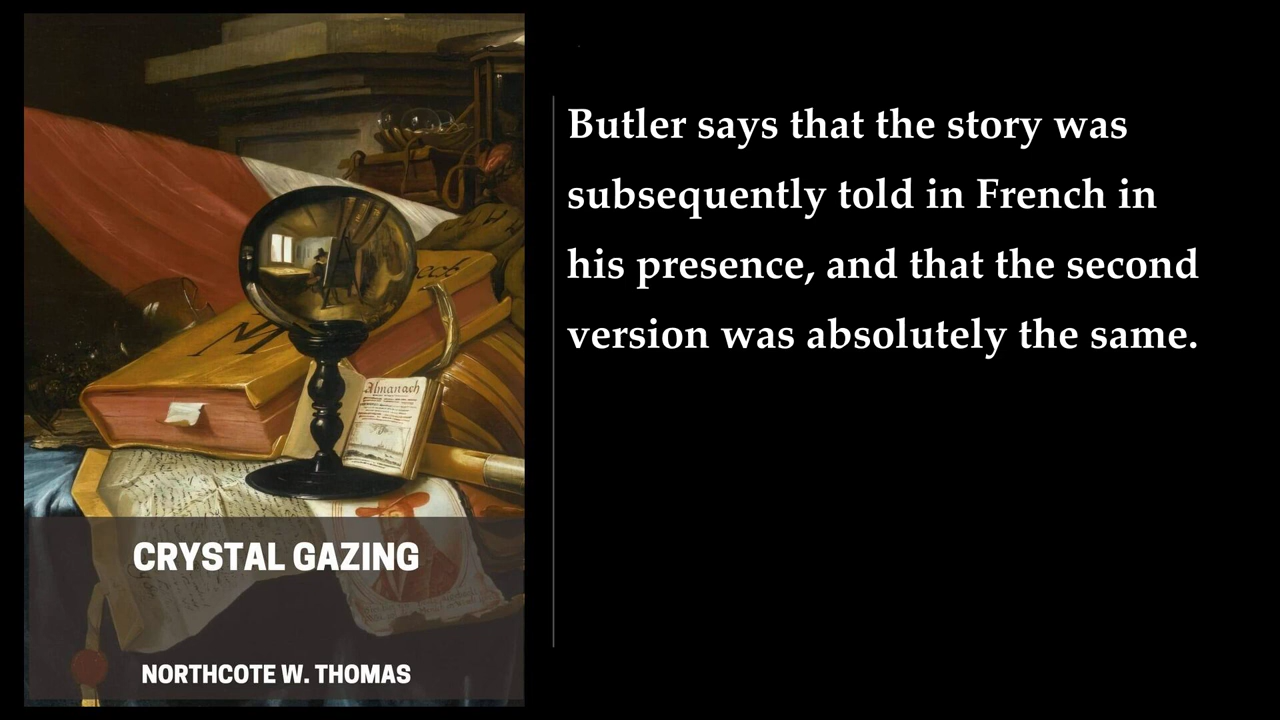 Butler says that the story was
subsequently told in French in
his presence, and that the second
version was absolutely the same.
M
Almanach
CRYSTAL GAZING
NORTHCOTE W. THOMAS